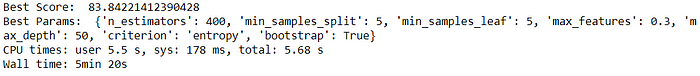 Best Score:  83.84221412390428
Best Params:  {'n_estimators': 400, 'min_samples_split': 5, 'min_samples_leaf': 5, 'max_features': 0.3, 'm
ax_depth': 50, 'criterion': 'entropy', 'bootstrap': True}
CPU times: user 5.5 s, sys: 178 ms, total: 5.68 s
Wall time: 5min 20s